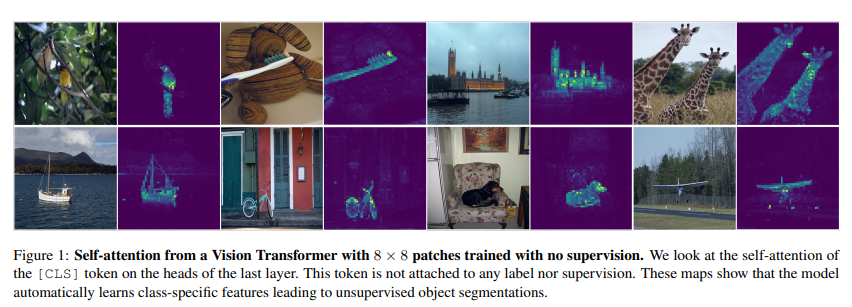 Figure 1: Self-attention from a Vision Transformer with 8 × 8 patches trained with no supervision. We look at the self-attention of
the [CLS] token on the heads of the last layer. This token is not attached to any label nor supervision. These maps show that the model
automatically learns class-specific features leading to unsupervised object segmentations.